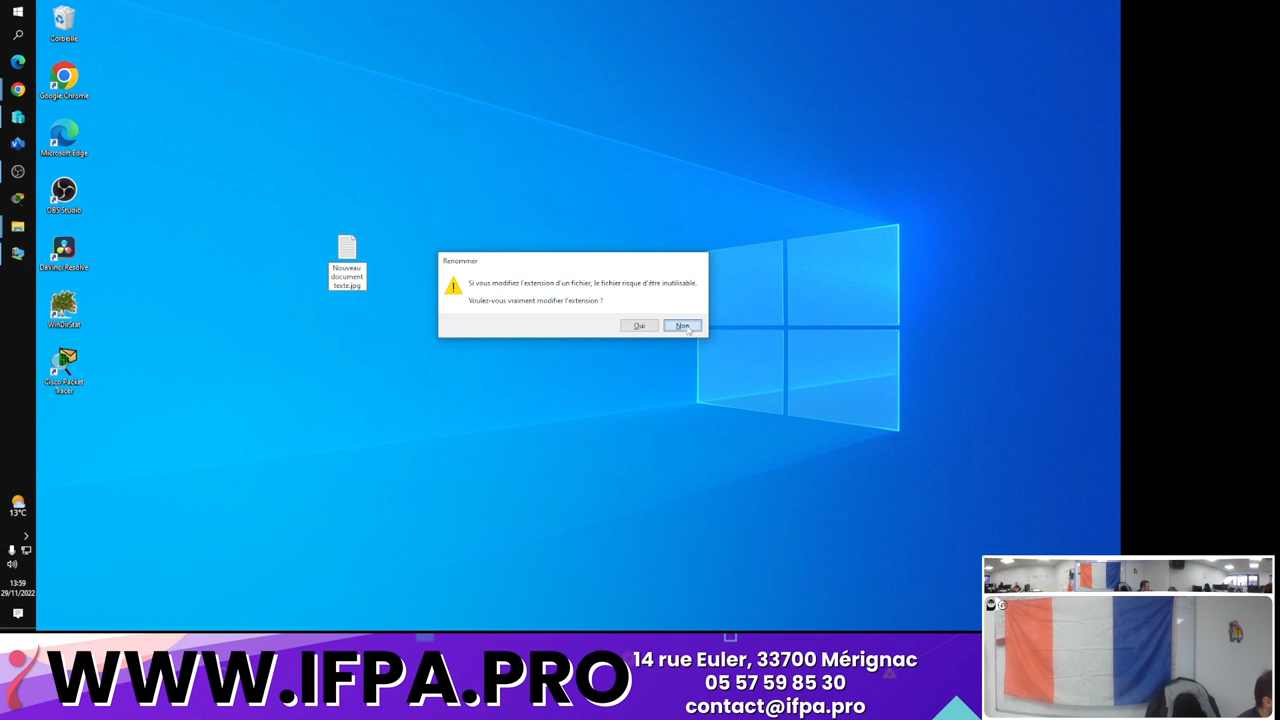 Corbeille
Google Chrome
Microsoft Edge
OBS Studio
DaVinci Resolve
WinDirStat
Cisco Packet
Tracer
Nouveau
document
texte.jpg
Renommer
Si vous modifiez l'extension d'un fichier, le fichier risque d'être inutilisable.
Voulez-vous vraiment modifier l'extension ?
Oui
Non
13°C
13:59
29/11/2022
WWW.IFPA.PRO
14 rue Euler, 33700 Mérignac
05 57 59 85 30
contact@ifpa.pro